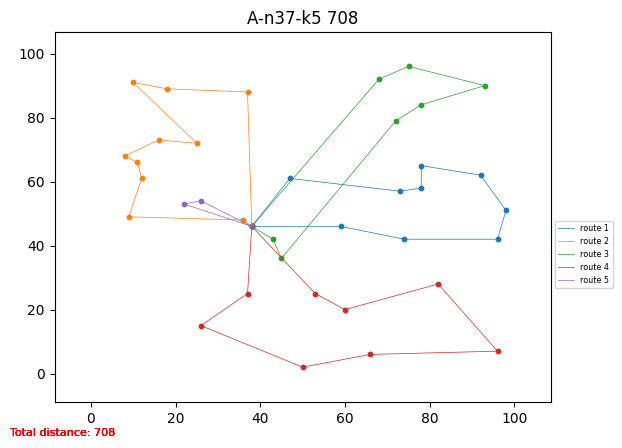 A-n37-k5 708
100
80
60
40
20
0
0 20 40 60 80 100
route 1
route 2
route 3
route 4
route 5
Total distance: 708